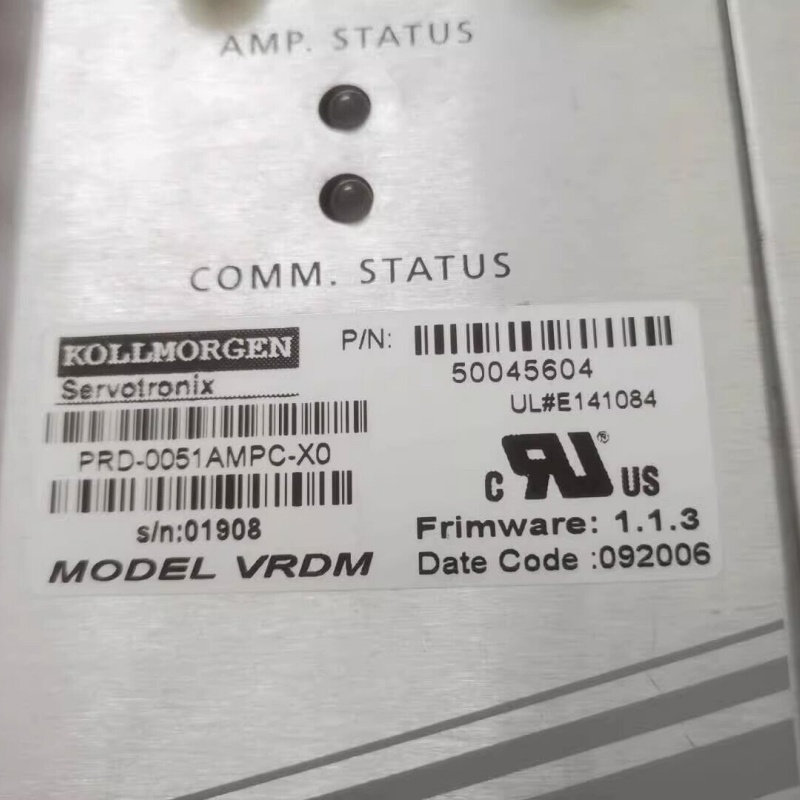 AMP. STATUS
COMM. STATUS
KOLLMORGEN
Servotronix
P/N:
50045604
UL#E141084
PRD-0051AMPC-X0
s/n:01908
MODEL VRDM
c RU ® US
Frimware: 1.1.3
Date Code :092006